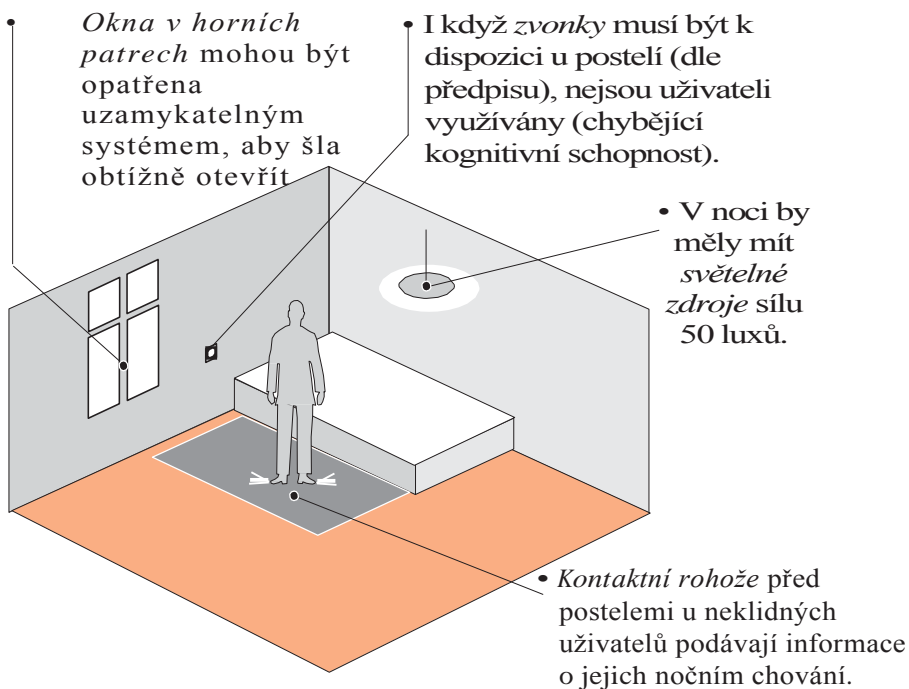 • Okna v horních
patrech mohou být
opatřena
uzamykatelným
systémem, aby šla
obtížně otevřít
• I když zvonky musí být k
dispozici u postelí (dle
předpisu), nejsou uživateli
využívány (chybějící
kognitivní schopnost).
• V noci by
měly mít
světelné
zdroje sílu
50 luxů.
• Kontaktní rohože před
postelemi u neklidných
uživatelů podávají informace
o jejich nočním chování.